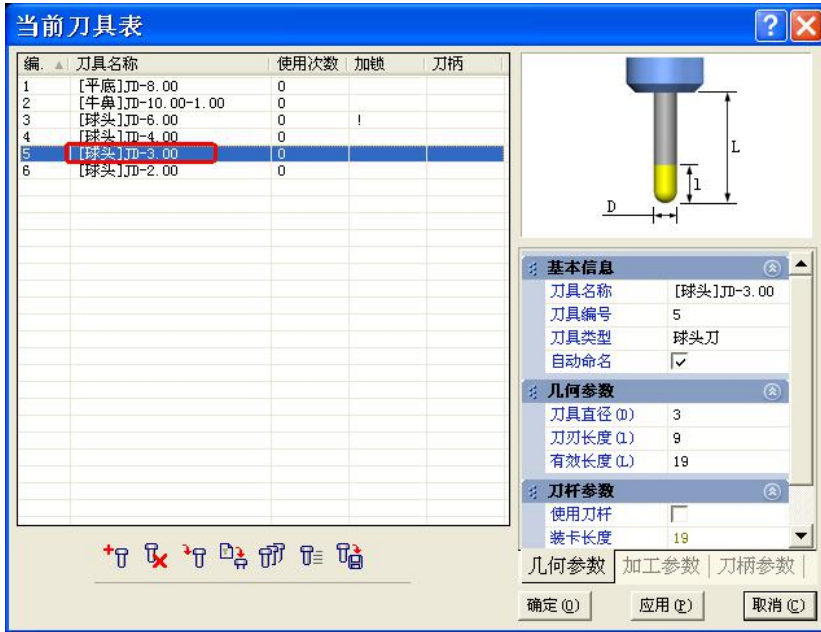 当前刀具表
编. 刀具名称 使用次数 加锁 刀柄
1 [平底]JD-8.00 0
2 [牛鼻]JD-10.00-1.00 0
3 [球头]JD-6.00 0 !
4 [球头]JD-4.00 0
5 [球头]JD-3.00 0
6 [球头]JD-2.00 0
L
l
D
基本信息
刀具名称 [球头]JD-3.00
刀具编号 5
刀具类型 球头刀
自动命名
几何参数
刀具直径(D) 3
刀刃长度(l) 9
有效长度(L) 19
刀杆参数
使用刀杆
装卡长度 19
几何参数 加工参数 刀柄参数
确定(O) 应用(P) 取消(C)